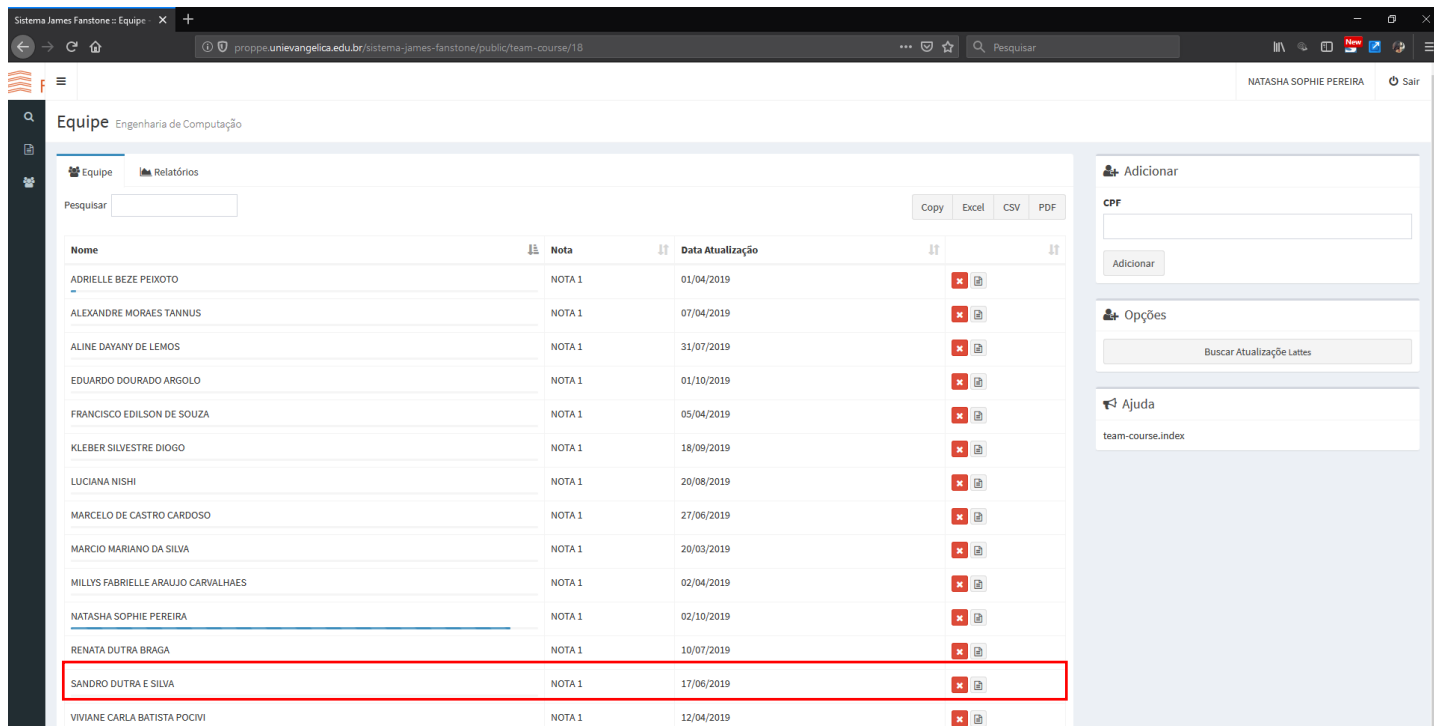 Sistema James Fanstone :: Equipe -
proppe.unievangelica.edu.br/sistema-james-fanstone/public/team-course/18
Pesquisar
New
F
NATASHA SOPHIE PEREIRA
Sair
Equipe Engenharia de Computação
Equipe
Relatórios
Pesquisar
Copy Excel CSV PDF
Nome Nota Data Atualização
ADRIELLE BEZE PEIXOTO NOTA 1 01/04/2019
ALEXANDRE MORAES TANNUS NOTA 1 07/04/2019
ALINE DAYANY DE LEMOS NOTA 1 31/07/2019
EDUARDO DOURADO ARGOLO NOTA 1 01/10/2019
FRANCISCO EDILSON DE SOUZA NOTA 1 05/04/2019
KLEBER SILVESTRE DIOGO NOTA 1 18/09/2019
LUCIANA NISHI NOTA 1 20/08/2019
MARCELO DE CASTRO CARDOSO NOTA 1 27/06/2019
MARCIO MARIANO DA SILVA NOTA 1 20/03/2019
MILLYS FABRIELLE ARAUJO CARVALHAES NOTA 1 02/04/2019
NATASHA SOPHIE PEREIRA NOTA 1 02/10/2019
RENATA DUTRA BRAGA NOTA 1 10/07/2019
SANDRO DUTRA E SILVA NOTA 1 17/06/2019
VIVIANE CARLA BATISTA POCIVI NOTA 1 12/04/2019
Adicionar
CPF
Adicionar
Opções
Buscar Atualizaçõe Lattes
Ajuda
team-course.index